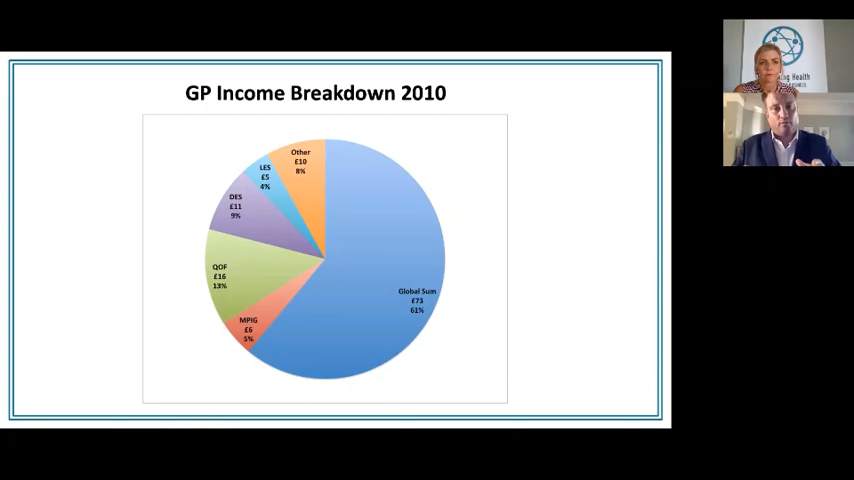 GP Income Breakdown 2010
Other
£10
8%
LES
£5
4%
DES
£11
9%
QOF
£16
13%
MPIG
£6
5%
Global Sum
£73
61%
Health